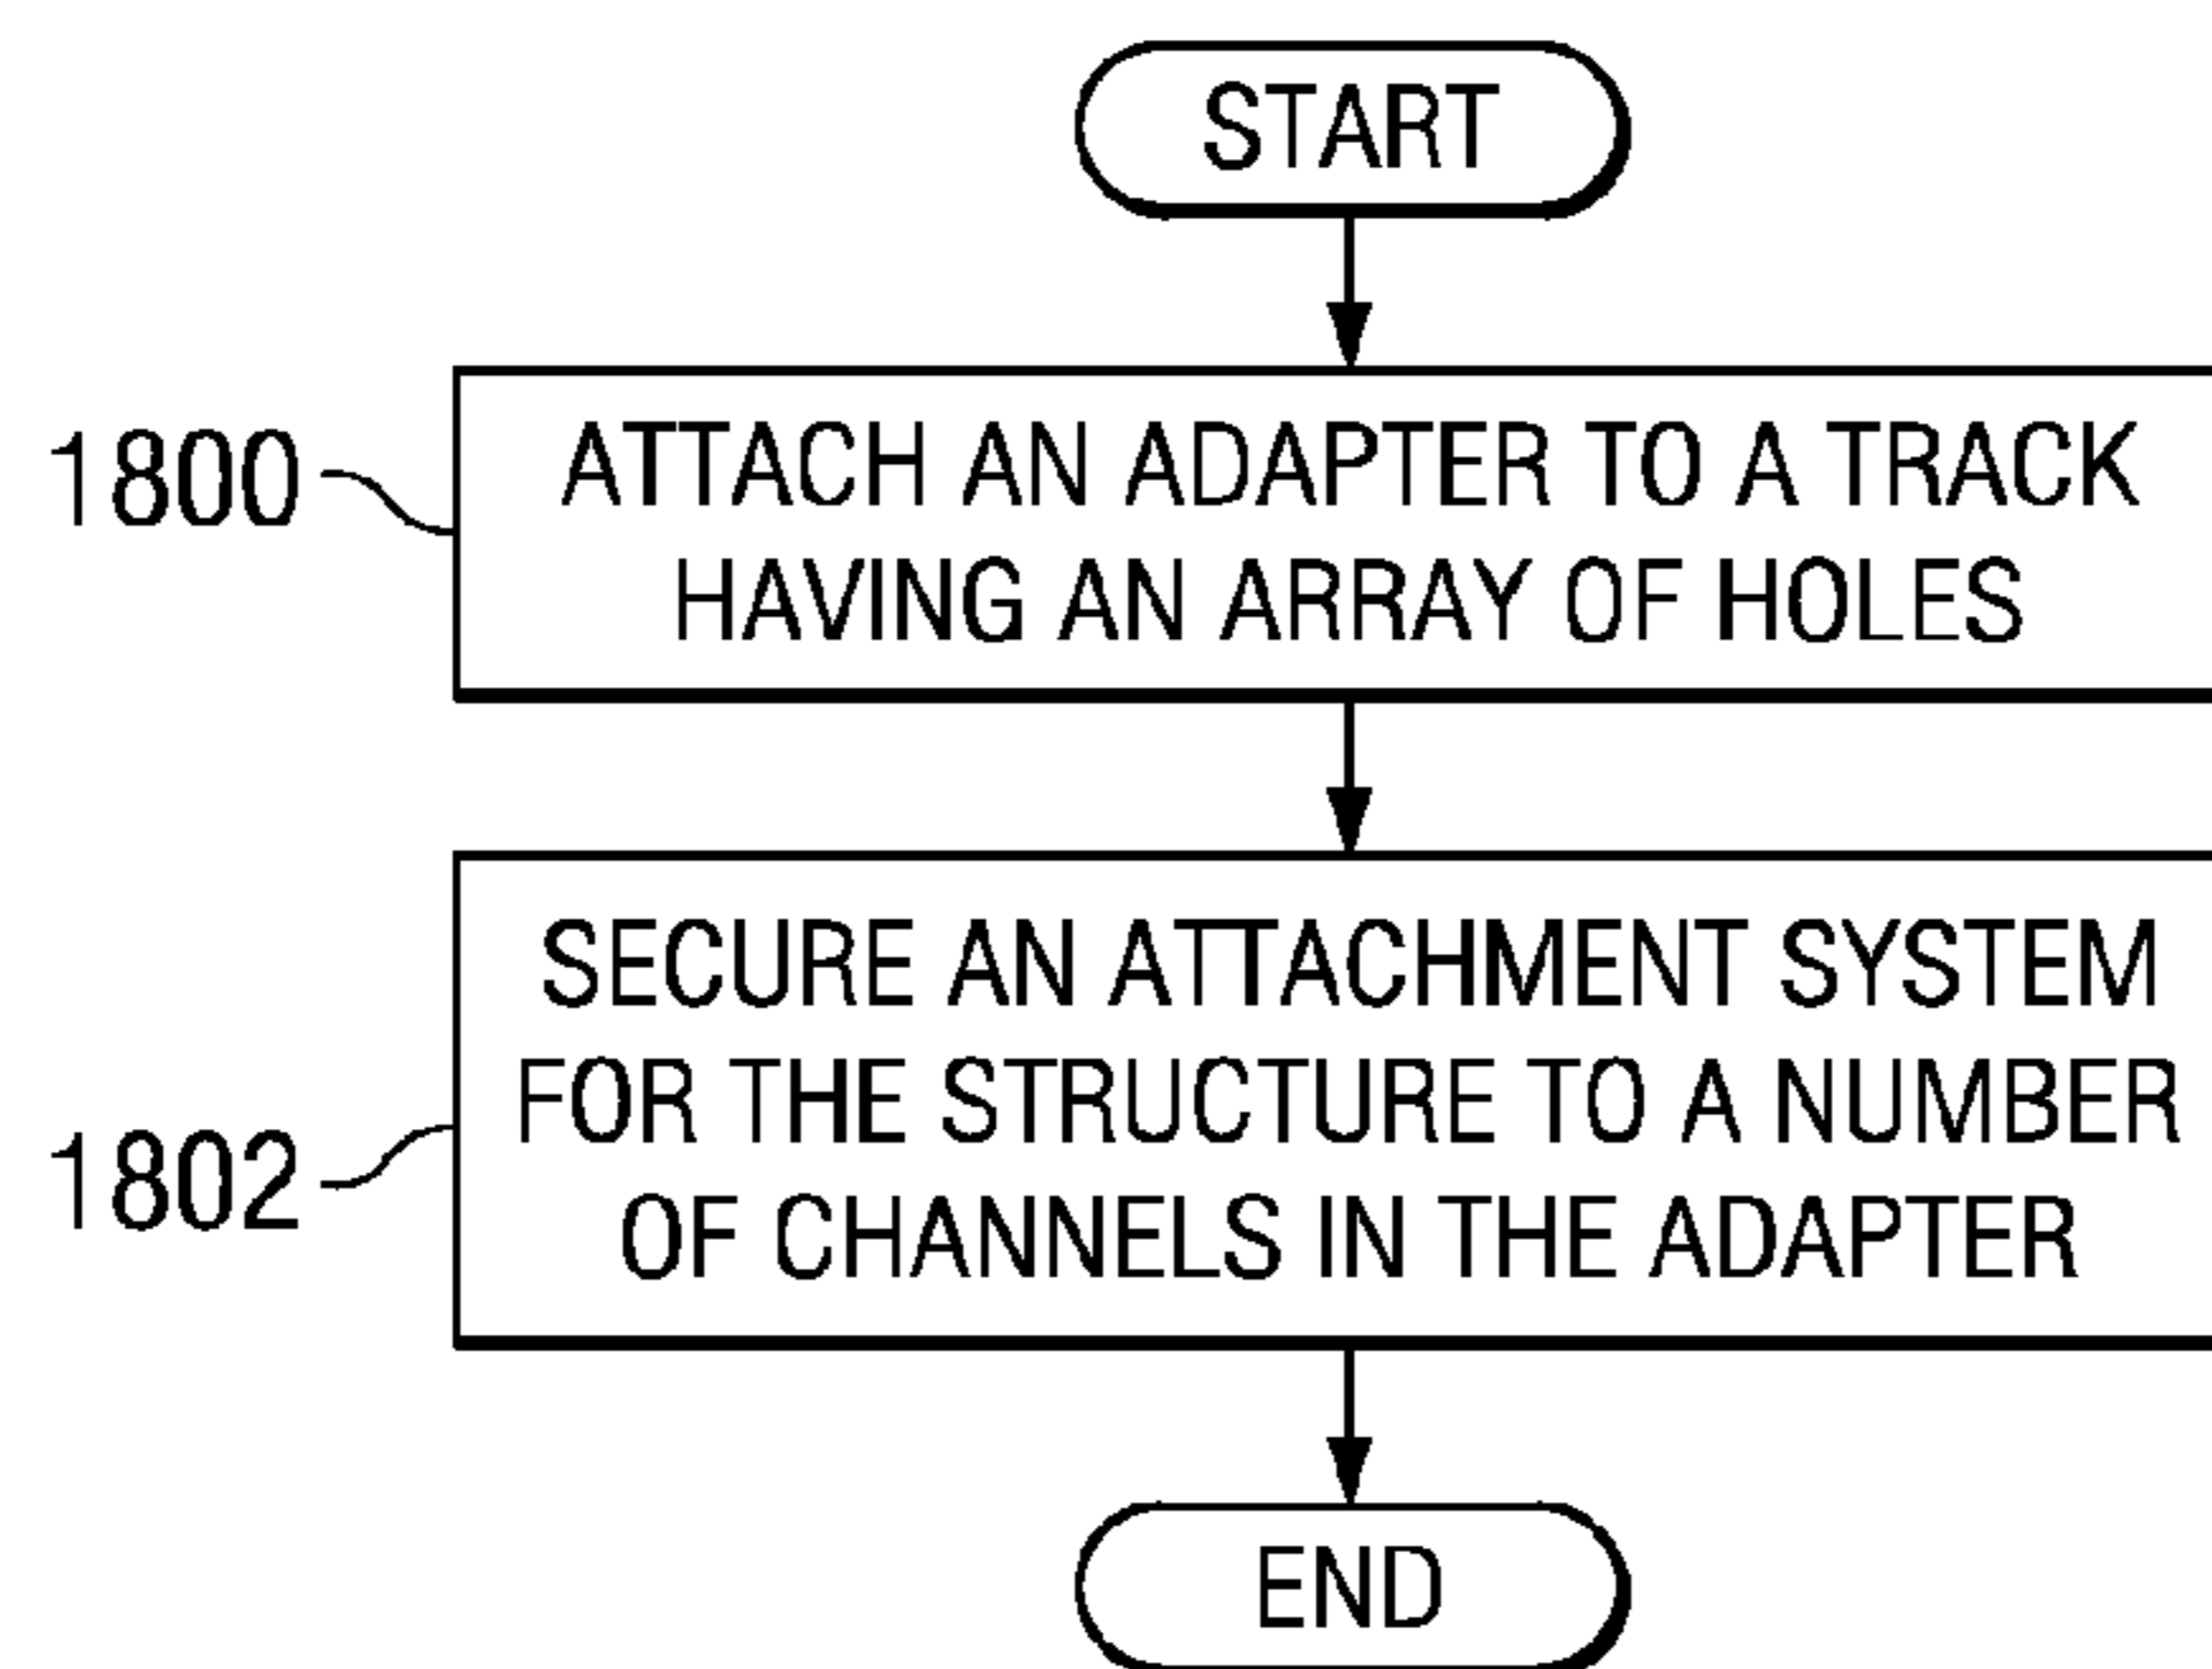 START
1800
ATTACH AN ADAPTER TO A TRACK
HAVING AN ARRAY OF HOLES
1802
SECURE AN ATTACHMENT SYSTEM
FOR THE STRUCTURE TO A NUMBER
OF CHANNELS IN THE ADAPTER
END